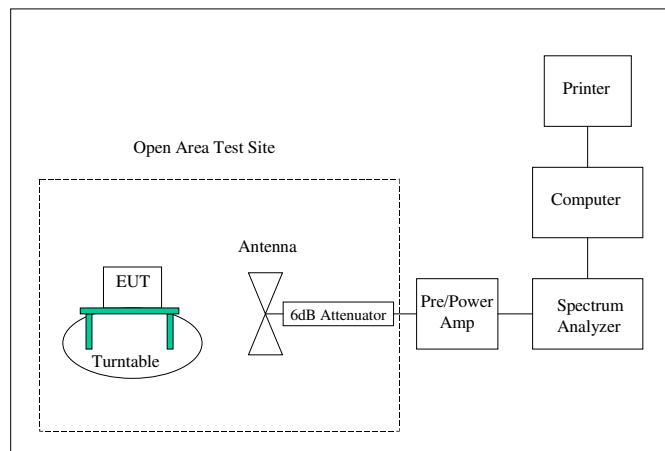 Printer
Open Area Test Site
Computer
Antenna
EUT
6dB Attenuator
Pre/Power
Amp
Spectrum
Analyzer
Turntable